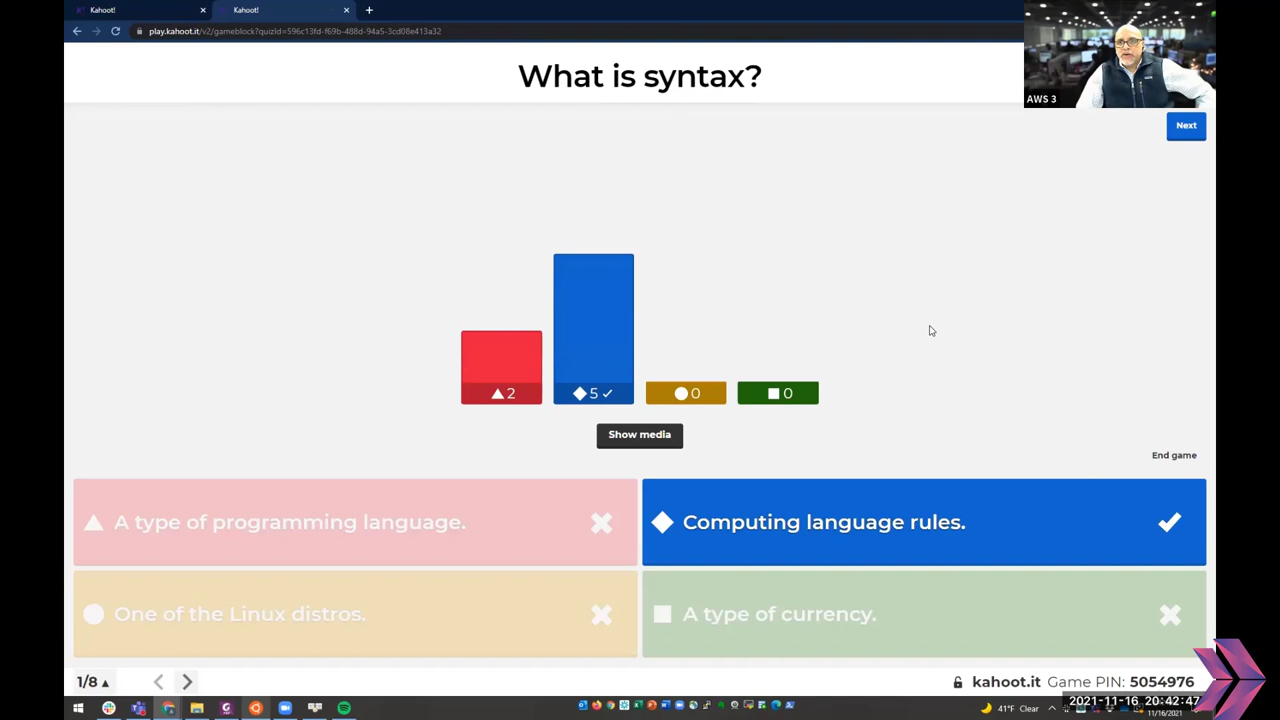 Kahoot!
Kahoot!
play.kahoot.it/v2/gameblock?quizId=596c13fd-f69b-488d-94a5-3cd08e413a32
What is syntax?
AWS 3
Next
2
5
0
0
Show media
End game
A type of programming language.
Computing language rules.
One of the Linux distros.
A type of currency.
1/8
kahoot.it Game PIN: 5054976
2021-11-16 20:42:47
41°F Clear
11/16/2021